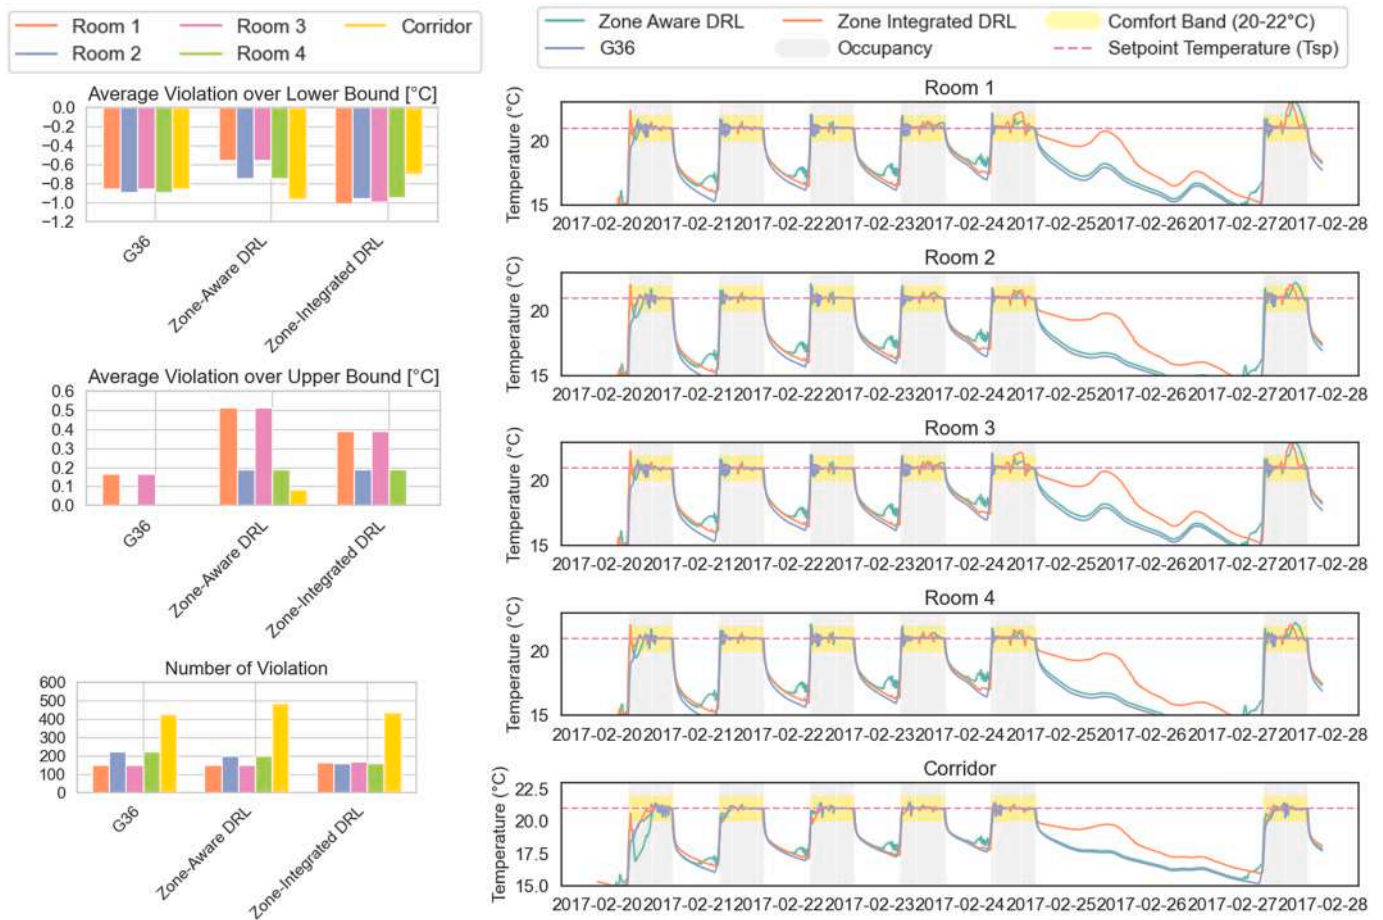 Room 1 Room 3 Corridor
Room 2 Room 4
Zone Aware DRL Zone Integrated DRL Comfort Band (20-22°C)
G36 Occupancy Setpoint Temperature (Tsp)
Average Violation over Lower Bound [°C]
0.0
−0.2
−0.4
−0.6
−0.8
−1.0
−1.2
G36
Zone-Aware DRL
Zone-Integrated DRL
Average Violation over Upper Bound [°C]
0.6
0.5
0.4
0.3
0.2
0.1
0.0
G36
Zone-Aware DRL
Zone-Integrated DRL
Number of Violation
600
500
400
300
200
100
0
G36
Zone-Aware DRL
Zone-Integrated DRL
Room 1
Temperature (°C)
20
15
2017-02-20 2017-02-21 2017-02-22 2017-02-23 2017-02-24 2017-02-25 2017-02-26 2017-02-27 2017-02-28
Room 2
Temperature (°C)
20
15
2017-02-20 2017-02-21 2017-02-22 2017-02-23 2017-02-24 2017-02-25 2017-02-26 2017-02-27 2017-02-28
Room 3
Temperature (°C)
20
15
2017-02-20 2017-02-21 2017-02-22 2017-02-23 2017-02-24 2017-02-25 2017-02-26 2017-02-27 2017-02-28
Room 4
Temperature (°C)
20
15
2017-02-20 2017-02-21 2017-02-22 2017-02-23 2017-02-24 2017-02-25 2017-02-26 2017-02-27 2017-02-28
Corridor
Temperature (°C)
22.5
20.0
17.5
15.0
2017-02-20 2017-02-21 2017-02-22 2017-02-23 2017-02-24 2017-02-25 2017-02-26 2017-02-27 2017-02-28